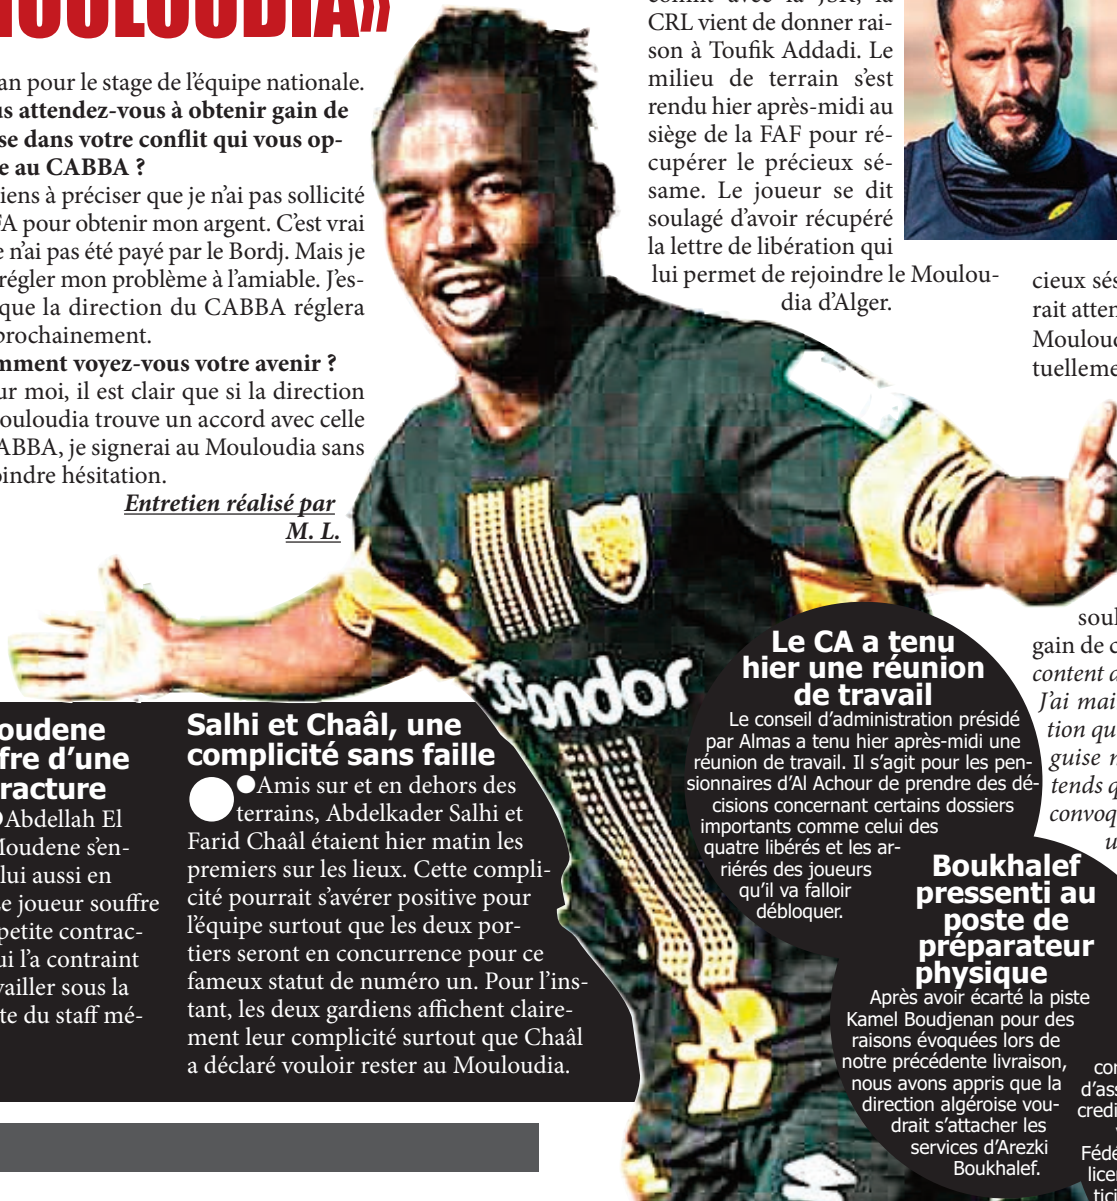 MOULOUDIA»
an pour le stage de l’équipe nationale.
us attendez-vous à obtenir gain de
se dans votre conflit qui vous op-
e au CABBA ?
iens à préciser que je n’ai pas sollicité
FA pour obtenir mon argent. C’est vrai
e n’ai pas été payé par le Bordj. Mais je
régler mon problème à l’amiable. J’es-
que la direction du CABBA réglera
prochainement.
mment voyez-vous votre avenir ?
ur moi, il est clair que si la direction
ouloudia trouve un accord avec celle
CABBA, je signerai au Mouloudia sans
oindre hésitation.
Entretien réalisé par
M. L.
CRL vient de donner rai-
son à Toufik Addadi. Le
milieu de terrain s’est
rendu hier après-midi au
siège de la FAF pour ré-
cupérer le précieux sé-
same. Le joueur se dit
soulagé d’avoir récupéré
la lettre de libération qui
lui permet de rejoindre le Moulou-
dia d’Alger.
cieux sés
rait atten
Mouloud
tuelleme
soul
gain de c
content d
J’ai mai
tion qu
guise n
tends q
convoq
u
Condor
oudene
fre d’une
racture
Abdellah El
Moudene s’en-
lui aussi en
e joueur souffre
petite contrac-
ui l’a contraint
vailler sous la
te du staff mé-
Salhi et Chaâl, une
complicité sans faille
●Amis sur et en dehors des
terrains, Abdelkader Salhi et
Farid Chaâl étaient hier matin les
premiers sur les lieux. Cette compli-
cité pourrait s’avérer positive pour
l’équipe surtout que les deux por-
tiers seront en concurrence pour ce
fameux statut de numéro un. Pour l’ins-
tant, les deux gardiens affichent claire-
ment leur complicité surtout que Chaâl
a déclaré vouloir rester au Mouloudia.
Le CA a tenu
hier une réunion
de travail
Le conseil d’administration présidé
par Almas a tenu hier après-midi une
réunion de travail. Il s’agit pour les pen-
sionnaires d’Al Achour de prendre des dé-
cisions concernant certains dossiers
importants comme celui des
quatre libérés et les ar-
riérés des joueurs
qu’il va falloir
débloquer.
Boukhalef
pressenti au
poste de
préparateur
physique
Après avoir écarté la piste
Kamel Boudjenan pour des
raisons évoquées lors de
notre précédente livraison,
nous avons appris que la
direction algéroise vou-
drait s’attacher les
services d’Arezki
Boukhalef.
cor
d’ass
credi
Fédé
lice
tici